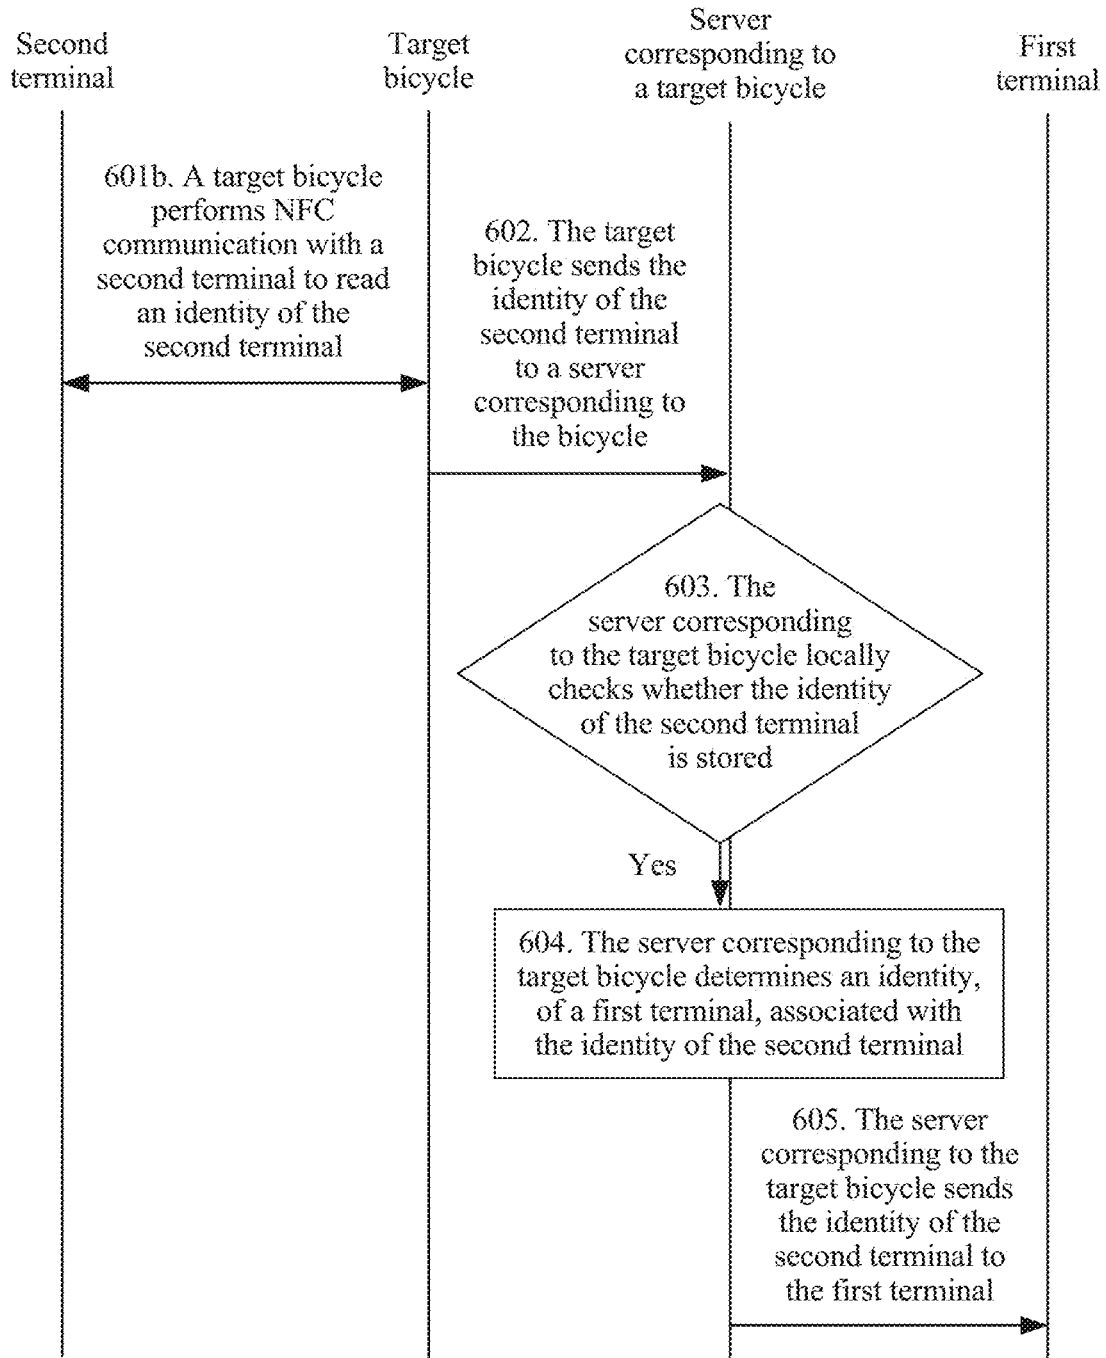 Second
terminal
Target
bicycle
Server
corresponding to
a target bicycle
First
terminal
601b. A target bicycle
performs NFC
communication with a
second terminal to read
an identity of the
second terminal
602. The target
bicycle sends the
identity of the
second terminal
to a server
corresponding to
the bicycle
603. The
server corresponding
to the target bicycle locally
checks whether the identity
of the second terminal
is stored
Yes
604. The server corresponding to the
target bicycle determines an identity,
of a first terminal, associated with
the identity of the second terminal
605. The server
corresponding to the
target bicycle sends
the identity of the
second terminal to
the first terminal